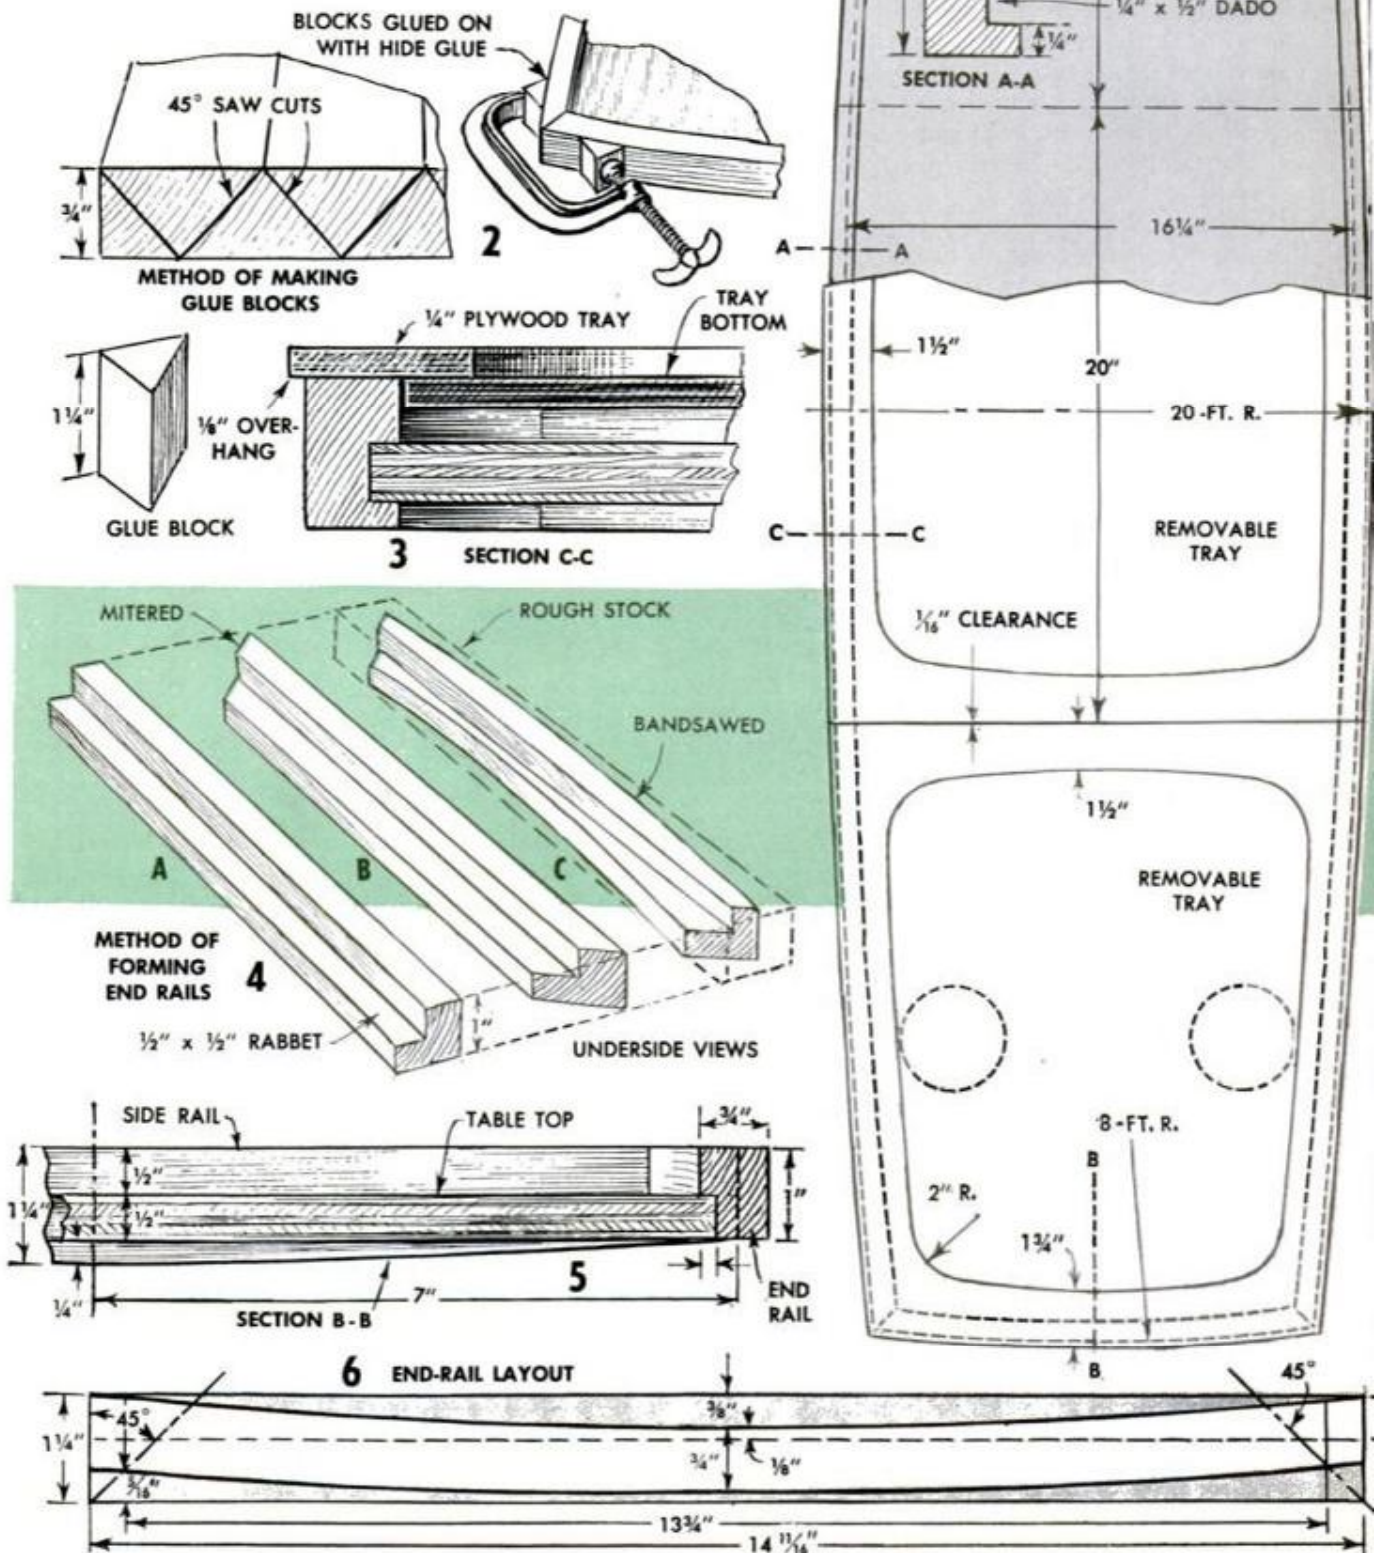 BLOCKS GLUED ON
WITH HIDE GLUE
45° SAW CUTS
¾"
METHOD OF MAKING
GLUE BLOCKS
2
¼" x ½" DADO
¼"
SECTION A-A
16¼"
A
A
1¼"
GLUE BLOCK
¼" PLYWOOD TRAY
TRAY
BOTTOM
⅛" OVER-
HANG
3
SECTION C-C
1½"
20"
20-FT. R.
C
C
REMOVABLE
TRAY
1/16" CLEARANCE
1½"
REMOVABLE
TRAY
MITERED
ROUGH STOCK
BANDSAWED
A
B
C
METHOD OF
FORMING
END RAILS
4
½" x ½" RABBET
1"
UNDERSIDE VIEWS
8-FT. R.
B
2" R.
1¾"
B
SIDE RAIL
TABLE TOP
¾"
1¼"
½"
½"
1"
¼"
7"
5
END
RAIL
SECTION B-B
6 END-RAIL LAYOUT
45°
45°
1¼"
5/16"
⅜"
¾"
⅛"
13¾"
14 11/16"